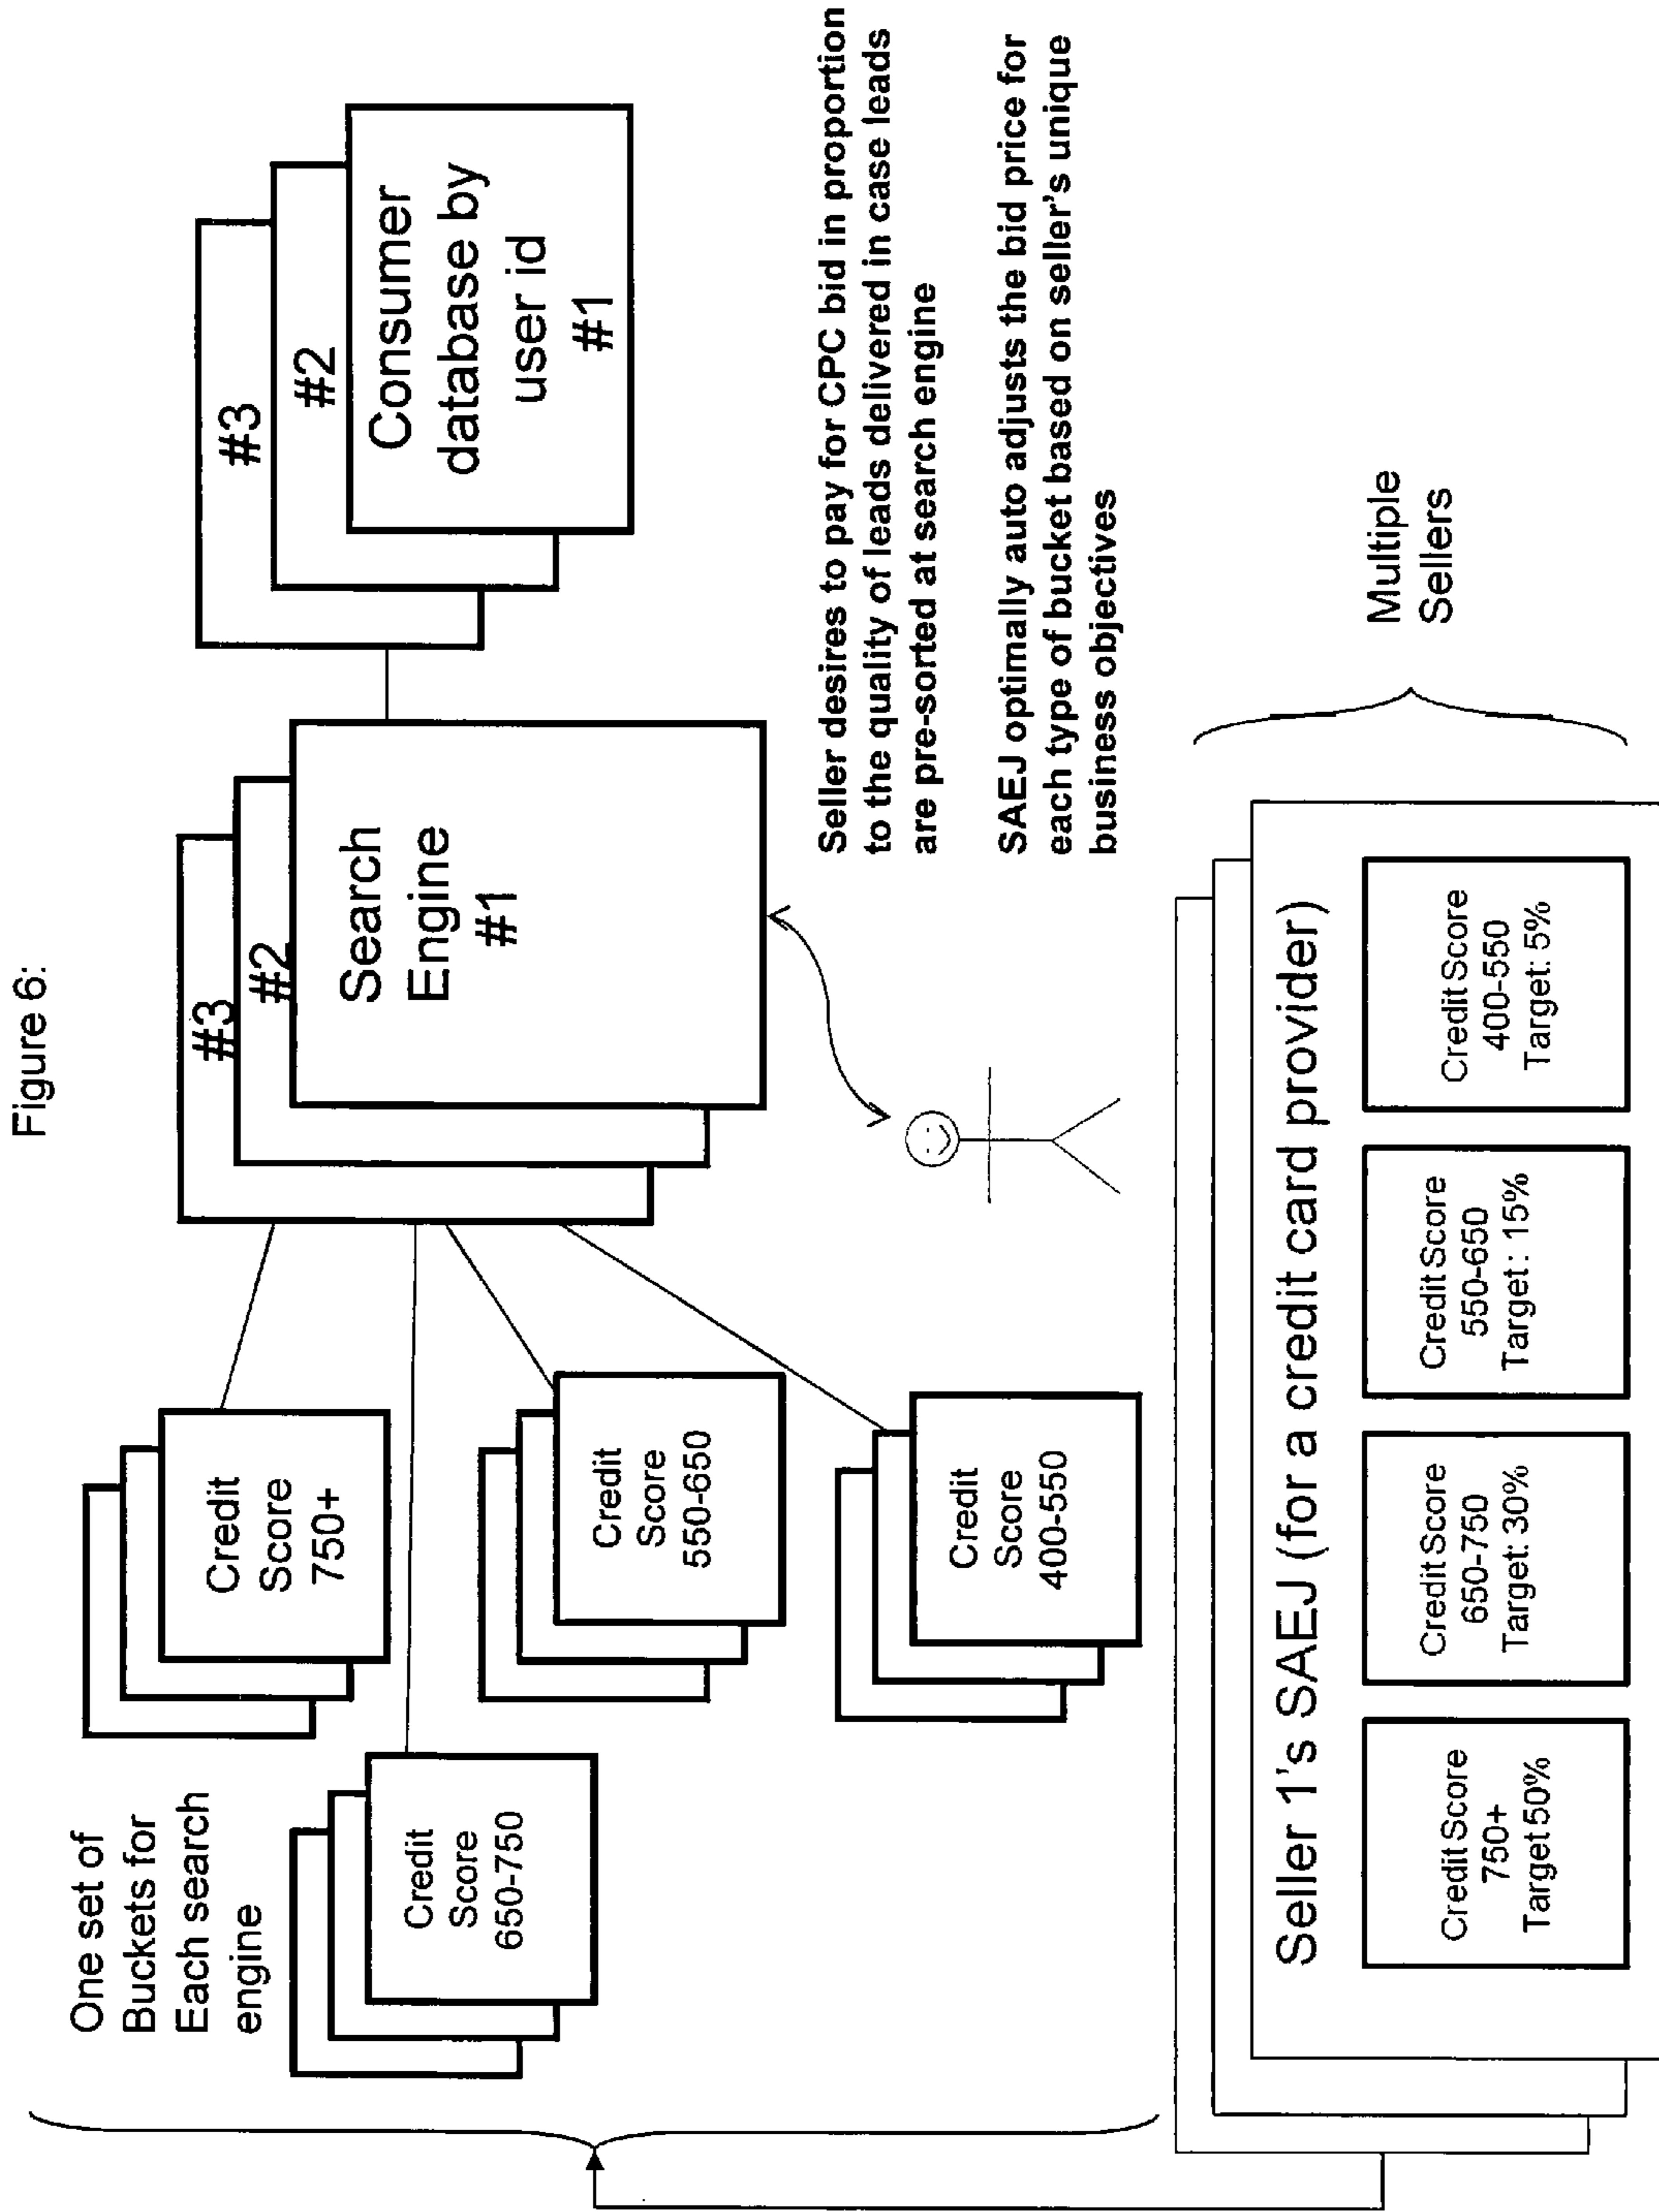 Figure 6:
One set of
Buckets for
Each search
engine
Credit
Score
650-750
Credit
Score
750+
Credit
Score
550-650
Credit
Score
400-550
#3
#2
Search
Engine
#1
#3
#2
Consumer
database by
user id
#1
Seller desires to pay for CPC bid in proportion
to the quality of leads delivered in case leads
are pre-sorted at search engine
SAEJ optimally auto adjusts the bid price for
each type of bucket based on seller's unique
business objectives
Seller 1's SAEJ (for a credit card provider)
Credit Score
750+
Target 50%
Credit Score
650-750
Target: 30%
Credit Score
550-650
Target : 15%
Credit Score
400-550
Target: 5%
Multiple
Sellers